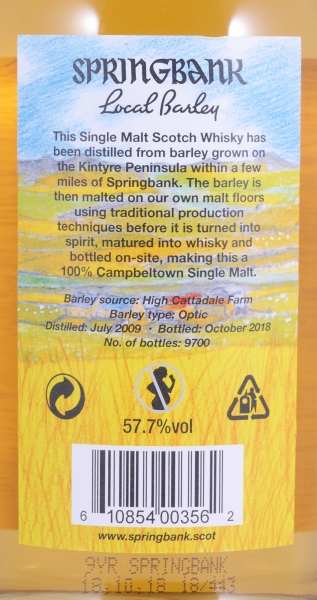 SPRINGBANK
Local Barley
This Single Malt Scotch Whisky has
been distilled from barley grown on
the Kintyre Peninsula within a few
miles of Springbank. The barley is
then malted on our own malt floors
using traditional production
techniques before it is turned into
spirit, matured into whisky and
bottled on-site, making this a
100% Campbeltown Single Malt.
Barley source: High Cattadale Farm
Barley type: Optic
Distilled: July 2009 · Bottled: October 2018
No. of bottles: 9700
57.7%vol
6 10854 00356 2
www.springbank.scot
9YR SPRINGBANK
18.10.18 18/443